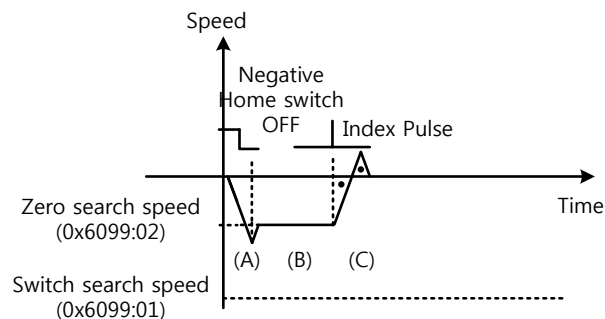 Speed
Negative
Home switch
OFF
Index Pulse
Time
Zero search speed
(0x6099:02)
(A)
(B)
(C)
Switch search speed
(0x6099:01)